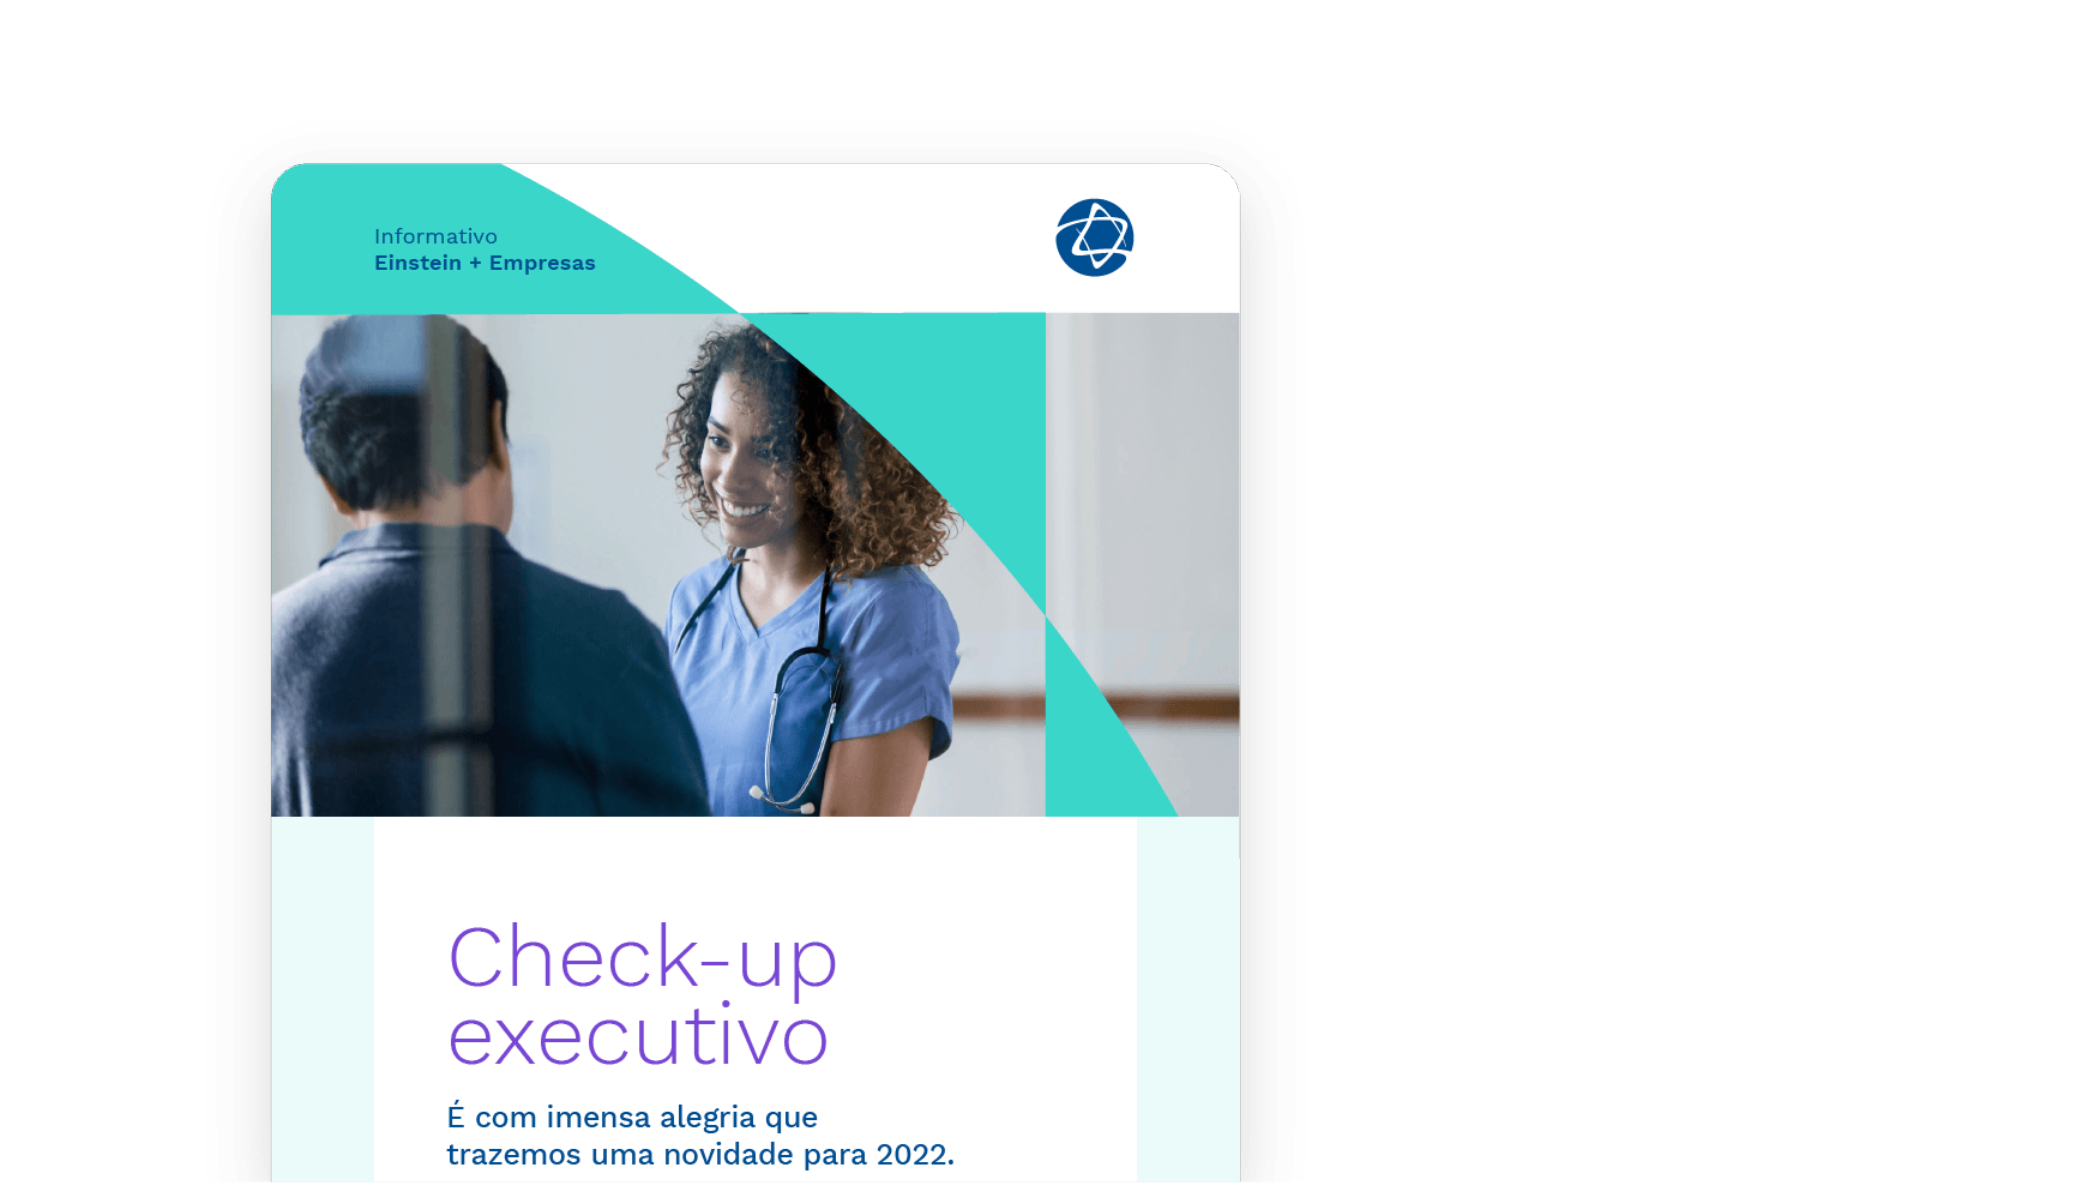 Informativo
Einstein + Empresas
Check-up
executivo
É com imensa alegria que
trazemos uma novidade para 2022.